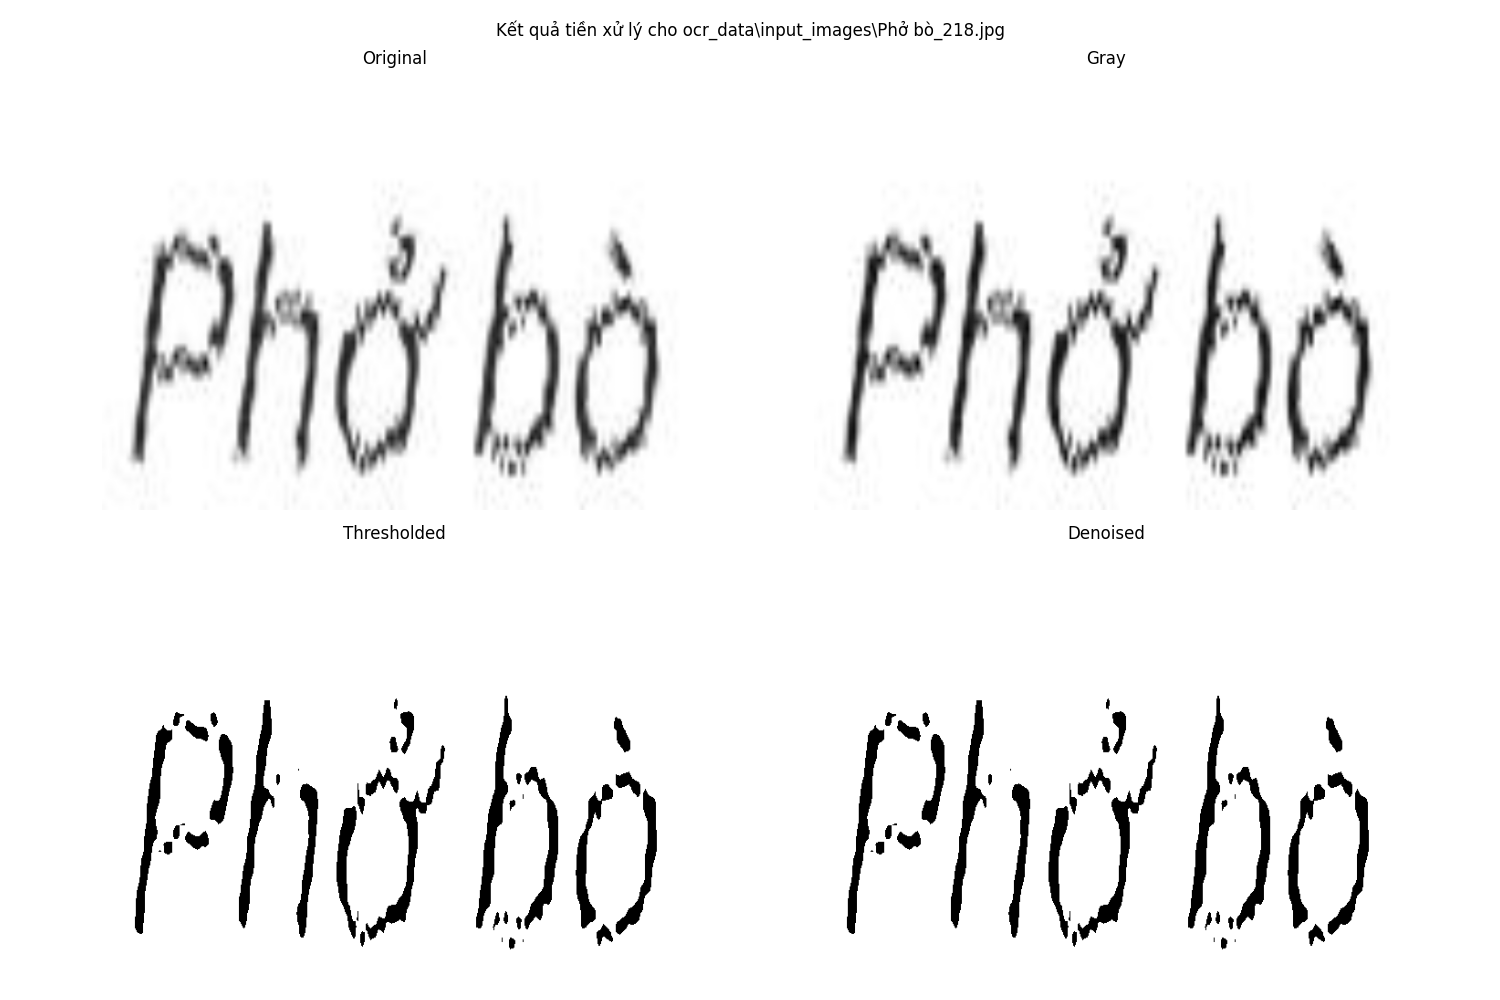 Kết quả tiền xử lý cho ocr_data\input_images\Phở bò_218.jpg
Original
Gray
Phở bò
Phở bò
Thresholded
Denoised
Phở bò
Phở bò